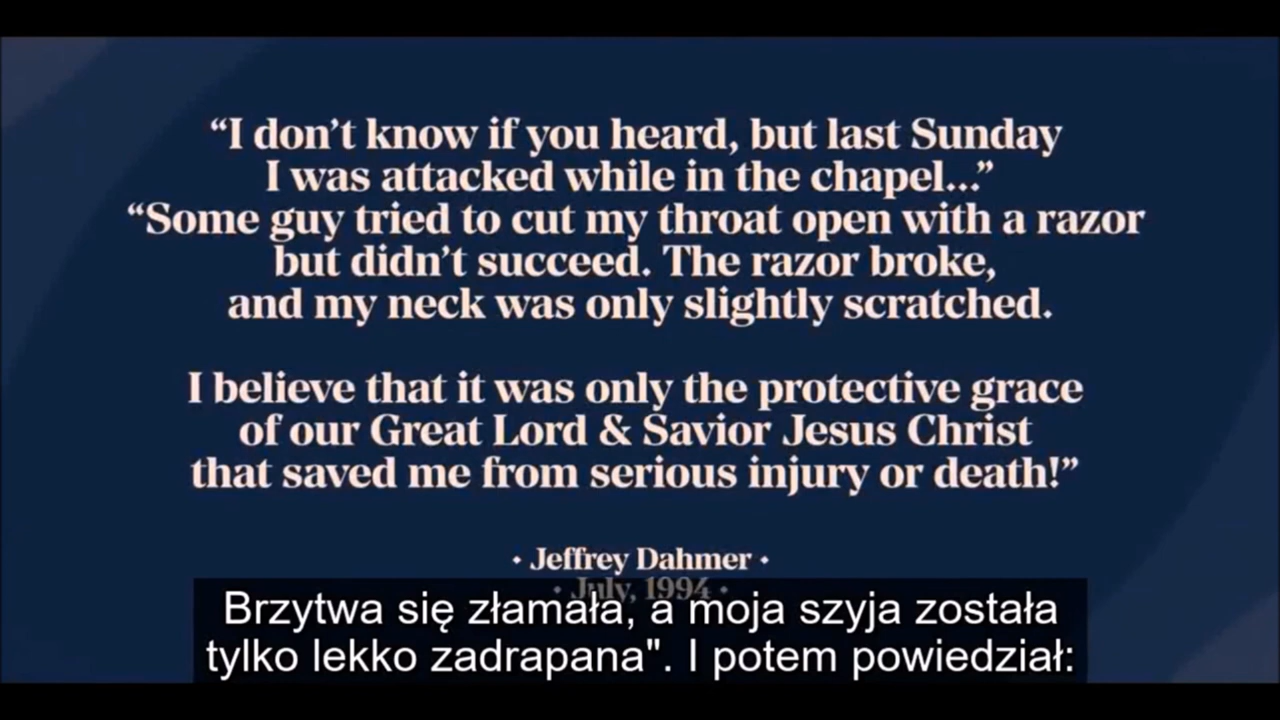 “I don’t know if you heard, but last Sunday
I was attacked while in the chapel...”
“Some guy tried to cut my throat open with a razor
but didn’t succeed. The razor broke,
and my neck was only slightly scratched.
I believe that it was only the protective grace
of our Great Lord & Savior Jesus Christ
that saved me from serious injury or death!”
• Jeffrey Dahmer •
• July, 1994 •
Brzytwa się złamała, a moja szyja została
tylko lekko zadrapana". I potem powiedział: